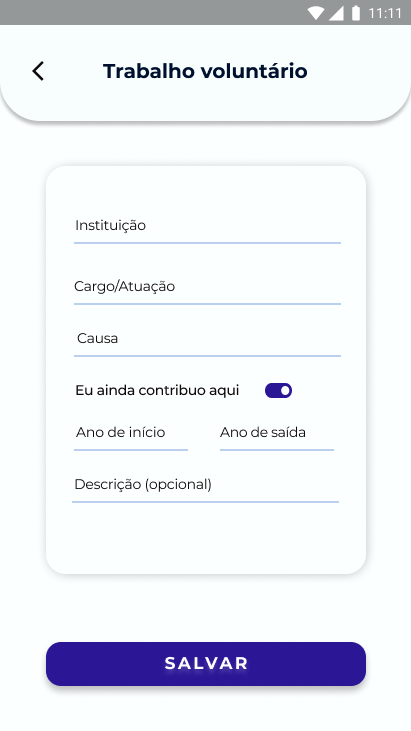 11:11
Trabalho voluntário
Instituição
Cargo/Atuação
Causa
Eu ainda contribuo aqui
Ano de início Ano de saída
Descrição (opcional)
SALVAR